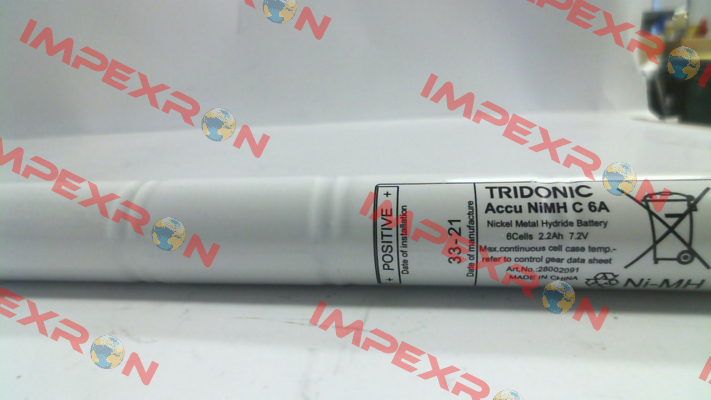 IMPEXRON
IMPEXRON
IMPEXRON
IMPEXRON
IMPEXRON
IMPEXRON
+ POSITIVE +
Date of installation
33-21
Date of manufacture
TRIDONIC
Accu NiMH C 6A
Nickel Metal Hydride Battery
6Cells 2.2Ah 7.2V
Max.continuous cell case temp.-
refer to control gear data sheet
Art.No.:28002091
MADE IN CHINA
Ni-MH